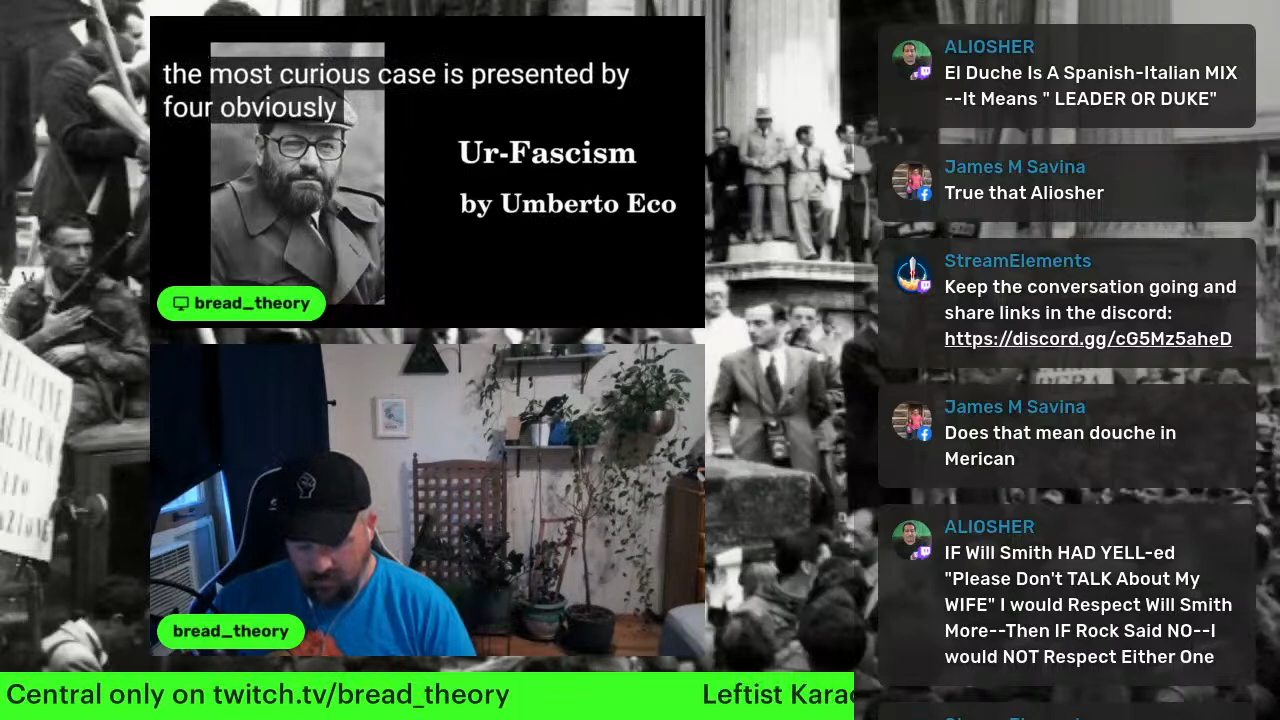 the most curious case is presented by
four obviously
Ur-Fascism
by Umberto Eco
bread_theory
bread_theory
Central only on twitch.tv/bread_theory
Leftist Karao
ALIOSHER
El Duche Is A Spanish-Italian MIX
--It Means " LEADER OR DUKE"
James M Savina
True that Aliosher
StreamElements
Keep the conversation going and
share links in the discord:
https://discord.gg/cG5Mz5aheD
James M Savina
Does that mean douche in
Merican
ALIOSHER
IF Will Smith HAD YELL-ed
"Please Don't TALK About My
WIFE" I would Respect Will Smith
More--Then IF Rock Said NO--I
would NOT Respect Either One